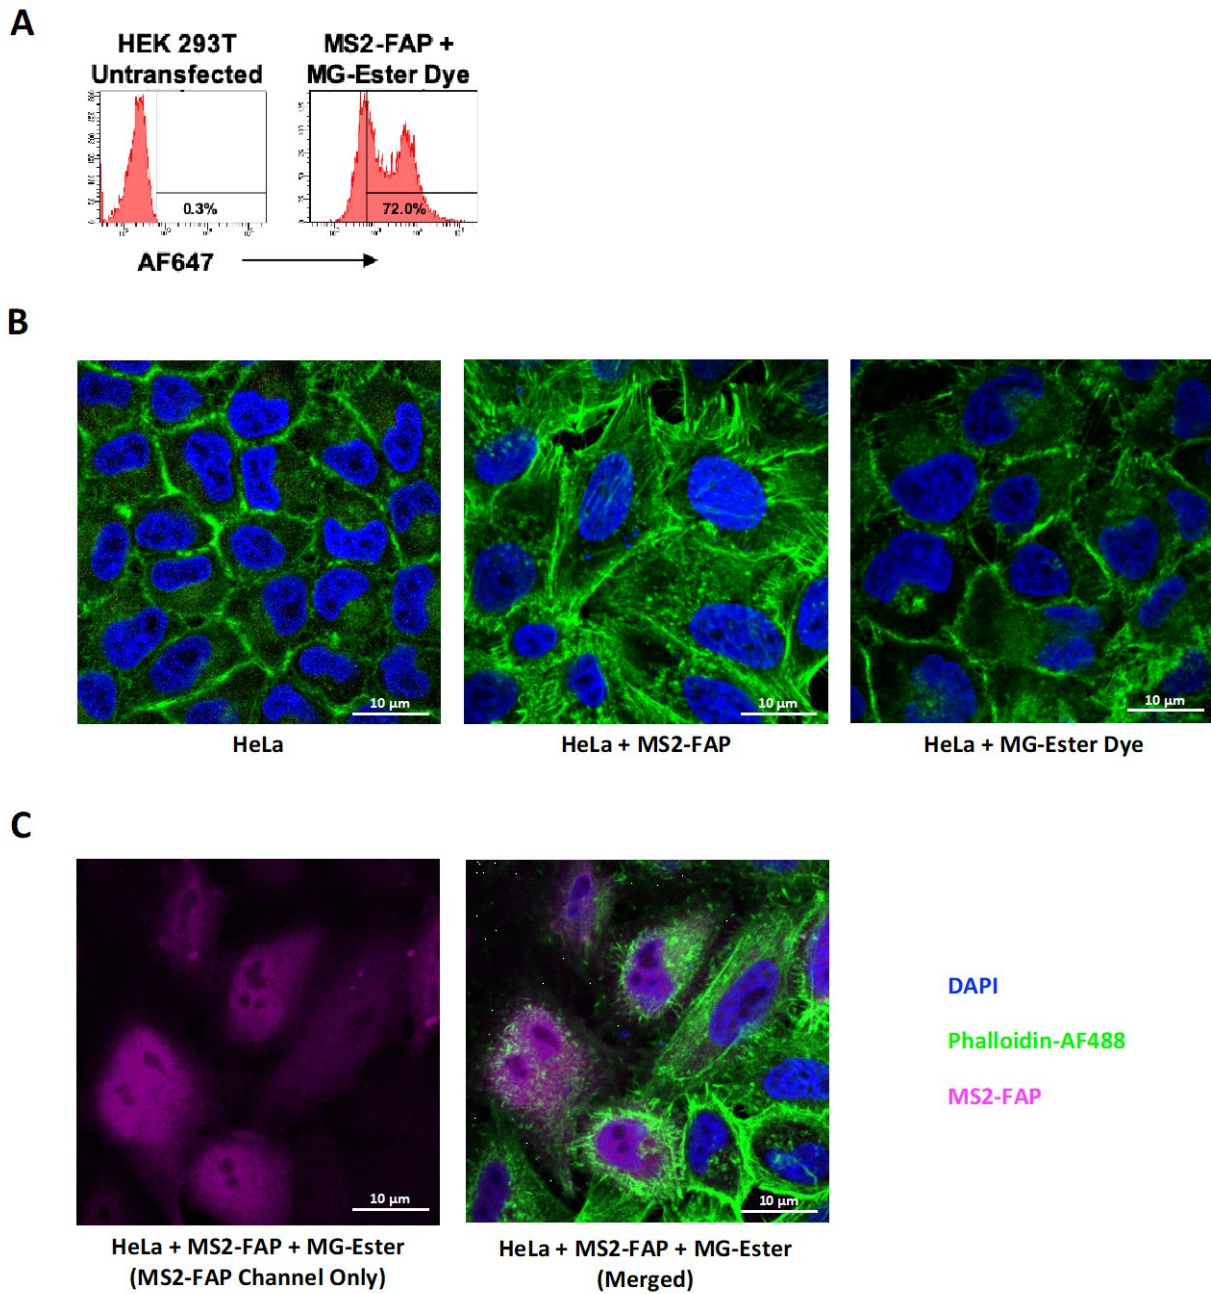 A
HEK 293T
Untransfected
MS2-FAP +
MG-Ester Dye
0.3%
72.0%
AF647
B
10 µm
10 µm
10 µm
HeLa
HeLa + MS2-FAP
HeLa + MG-Ester Dye
C
DAPI
Phalloidin-AF488
MS2-FAP
10 µm
10 µm
HeLa + MS2-FAP + MG-Ester
(MS2-FAP Channel Only)
HeLa + MS2-FAP + MG-Ester
(Merged)